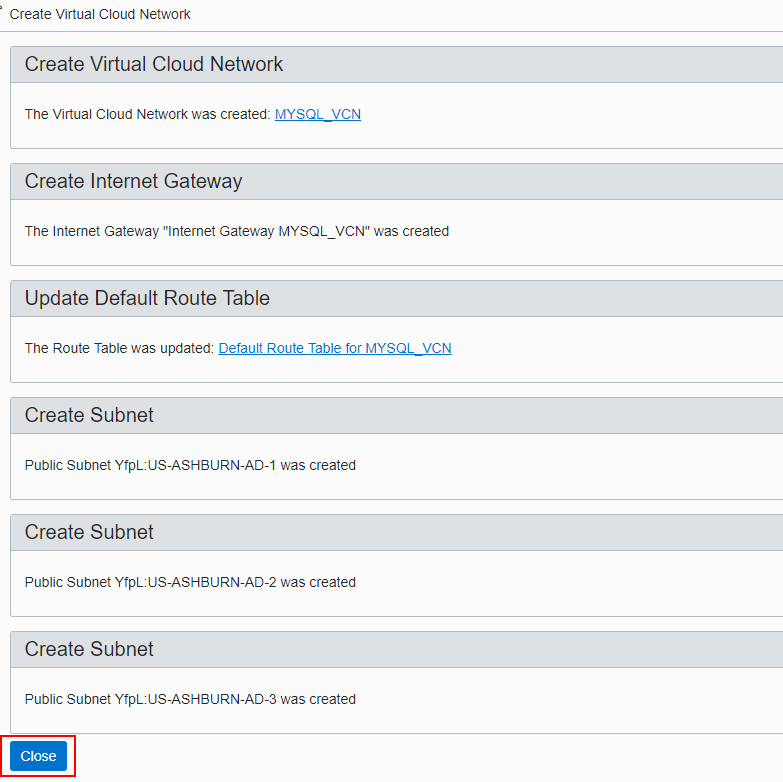 Create Virtual Cloud Network
Create Virtual Cloud Network
The Virtual Cloud Network was created: MYSQL_VCN
Create Internet Gateway
The Internet Gateway "Internet Gateway MYSQL_VCN" was created
Update Default Route Table
The Route Table was updated: Default Route Table for MYSQL_VCN
Create Subnet
Public Subnet YfpL:US-ASHBURN-AD-1 was created
Create Subnet
Public Subnet YfpL:US-ASHBURN-AD-2 was created
Create Subnet
Public Subnet YfpL:US-ASHBURN-AD-3 was created
Close